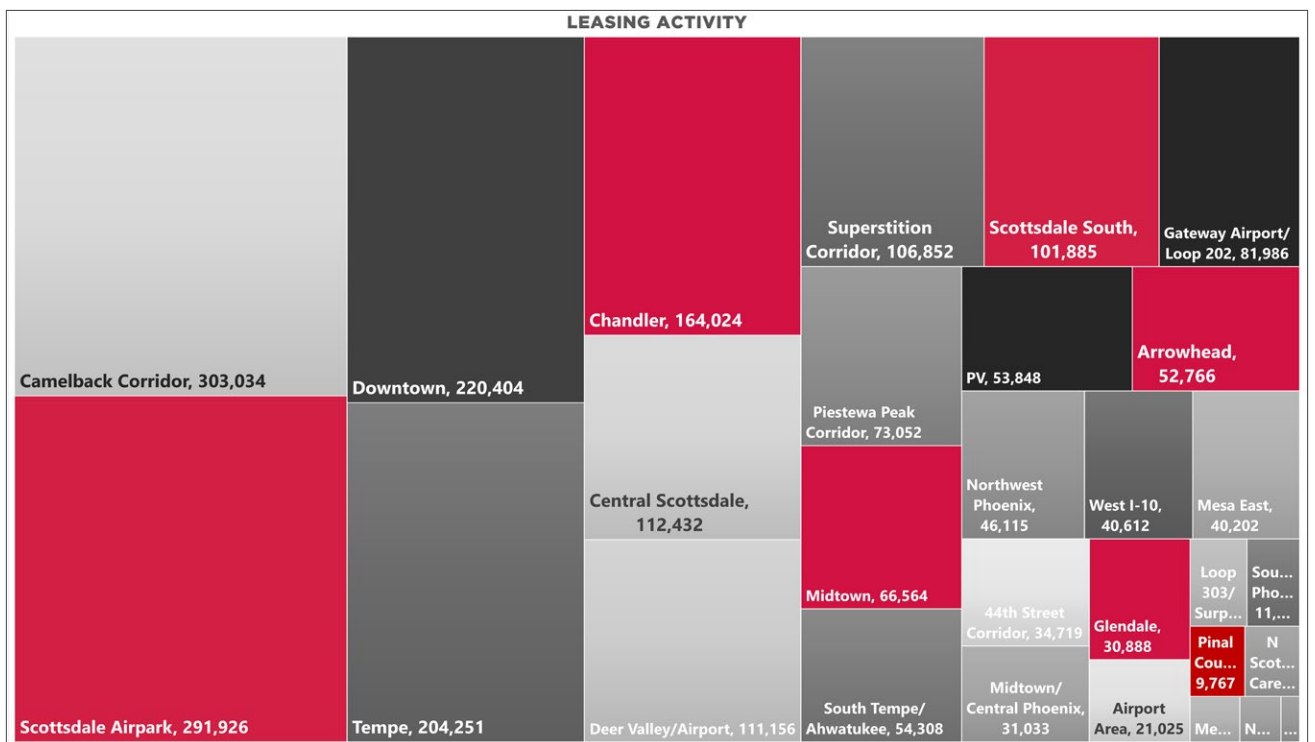 LEASING ACTIVITY
Camelback Corridor, 303,034
Scottsdale Airpark, 291,926
Downtown, 220,404
Tempe, 204,251
Chandler, 164,024
Central Scottsdale,
112,432
Deer Valley/Airport, 111,156
Superstition
Corridor, 106,852
Scottsdale South,
101,885
Gateway Airport/
Loop 202, 81,986
Piestewa Peak
Corridor, 73,052
Midtown, 66,564
South Tempe/
Ahwatukee, 54,308
PV, 53,848
Arrowhead,
52,766
Northwest
Phoenix,
46,115
West I-10,
40,612
Mesa East,
40,202
44th Street
Corridor, 34,719
Midtown/
Central Phoenix,
31,033
Glendale,
30,888
Airport
Area, 21,025
Loop
303/
Surp...
Sou...
Pho...
11,...
Pinal
Cou...
9,767
N
Scot...
Care...
Me...
N...
...